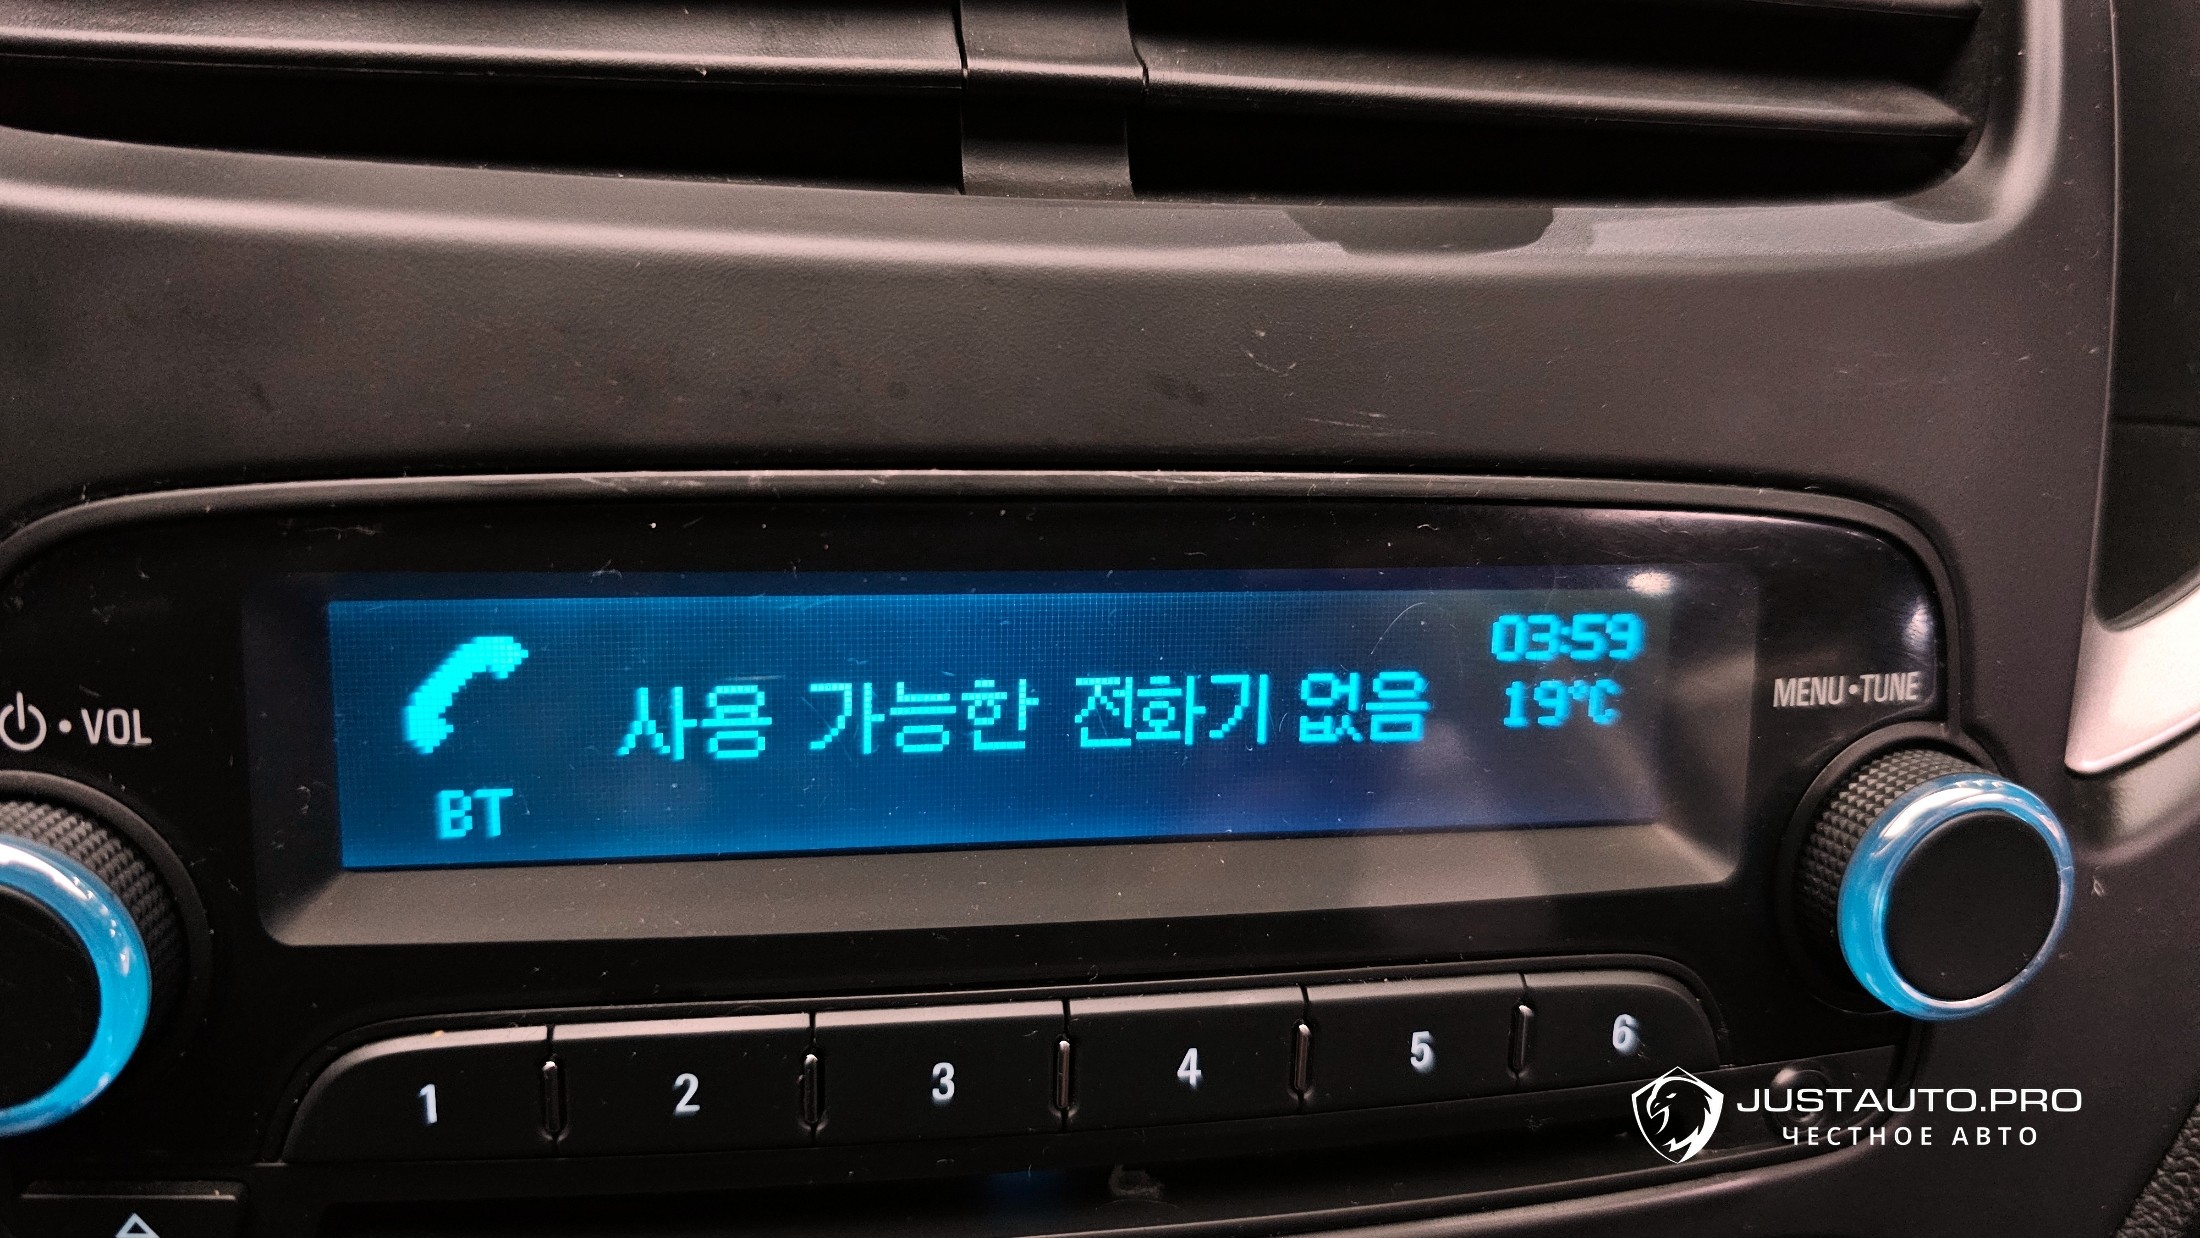 03:59
사용 가능한 전화기 없음
19°C
BT
VOL
MENU•TUNE
1 2 3 4 5 6
JUSTAUTO.PRO
ЧЕСТНОЕ АВТО